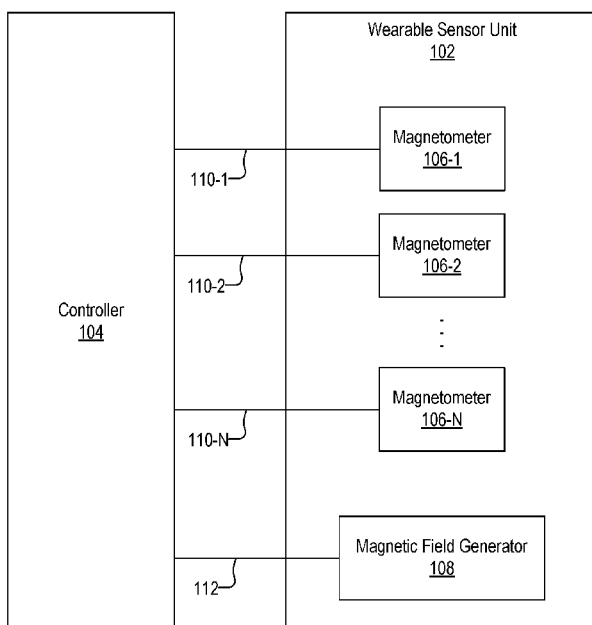 Wearable Sensor Unit
102
Magnetometer
106-1
110-1
Magnetometer
106-2
110-2
Controller
104
Magnetometer
106-N
110-N
Magnetic Field Generator
108
112